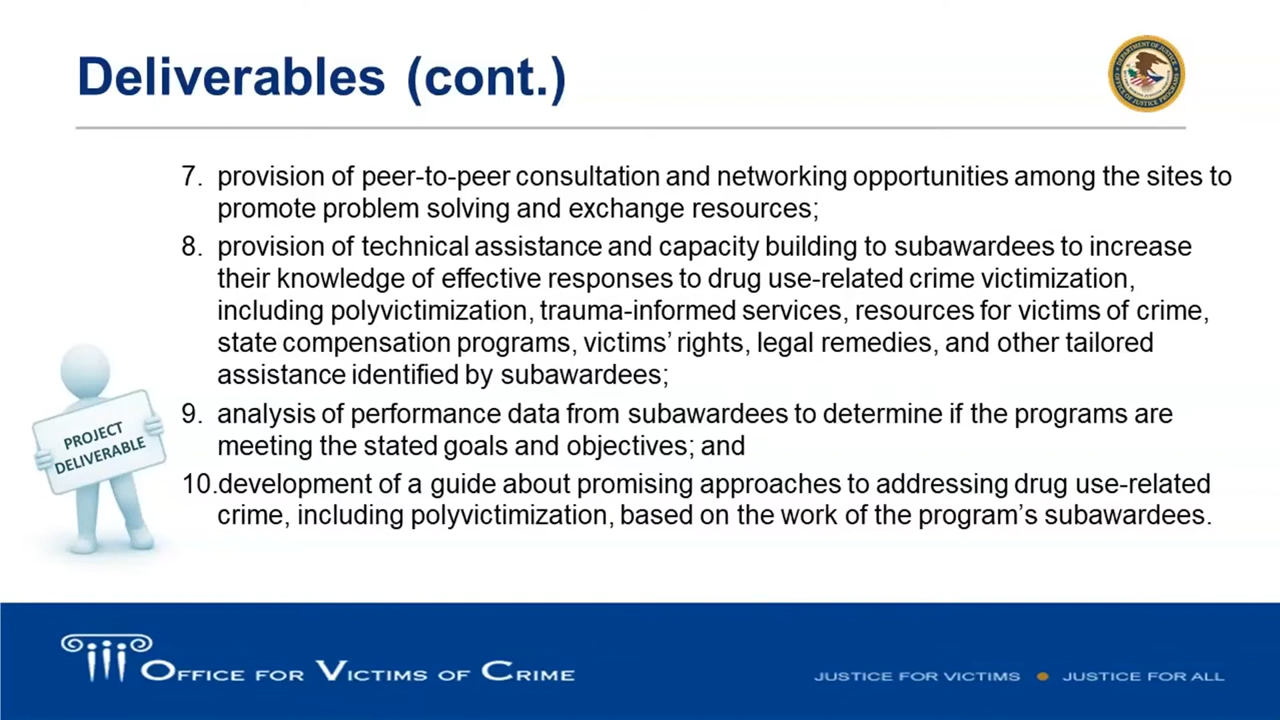 Deliverables (cont.)
7. provision of peer-to-peer consultation and networking opportunities among the sites to
promote problem solving and exchange resources;
8. provision of technical assistance and capacity building to subawardees to increase
their knowledge of effective responses to drug use-related crime victimization,
including polyvictimization, trauma-informed services, resources for victims of crime,
state compensation programs, victims’ rights, legal remedies, and other tailored
assistance identified by subawardees;
9. analysis of performance data from subawardees to determine if the programs are
meeting the stated goals and objectives; and
10.development of a guide about promising approaches to addressing drug use-related
crime, including polyvictimization, based on the work of the program’s subawardees.
PROJECT
DELIVERABLE
OFFICE FOR VICTIMS OF CRIME
JUSTICE FOR VICTIMS • JUSTICE FOR ALL